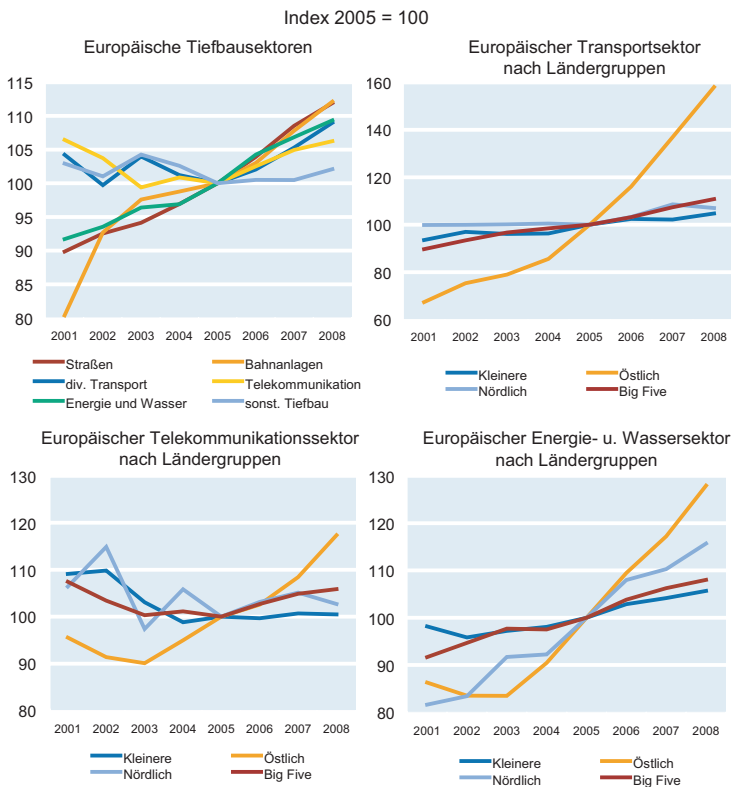 Index 2005 = 100
Europäische Tiefbausektoren
115
110
105
100
95
90
85
80
2001 2002 2003 2004 2005 2006 2007 2008
Straßen Bahnanlagen
div. Transport Telekommunikation
Energie und Wasser sonst. Tiefbau
Europäischer Transportsektor
nach Ländergruppen
160
140
120
100
80
60
2001 2002 2003 2004 2005 2006 2007 2008
Kleinere Östlich
Nördlich Big Five
Europäischer Telekommunikationssektor
nach Ländergruppen
130
120
110
100
90
80
2001 2002 2003 2004 2005 2006 2007 2008
Kleinere Östlich
Nördlich Big Five
Europäischer Energie- u. Wassersektor
nach Ländergruppen
130
120
110
100
90
80
2001 2002 2003 2004 2005 2006 2007 2008
Kleinere Östlich
Nördlich Big Five